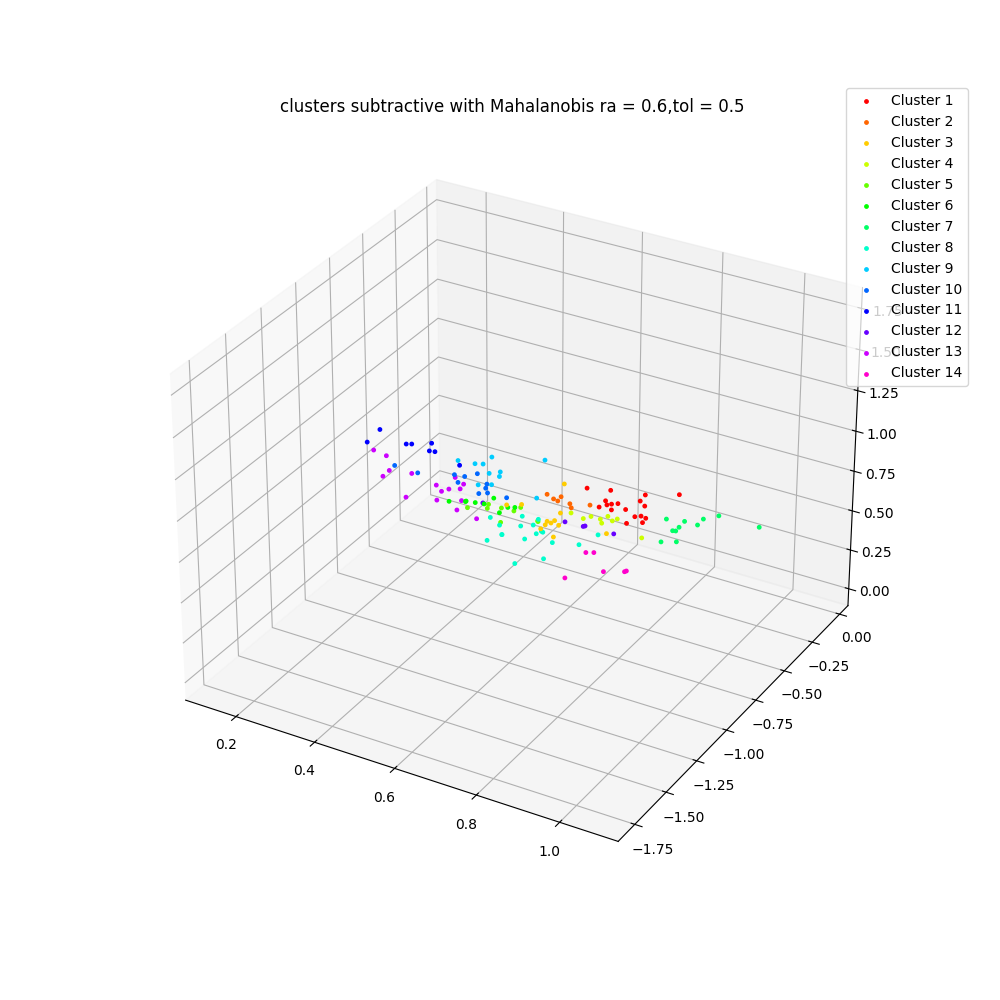 clusters subtractive with Mahalanobis ra = 0.6,tol = 0.5
Cluster 1
Cluster 2
Cluster 3
Cluster 4
Cluster 5
Cluster 6
Cluster 7
Cluster 8
Cluster 9
Cluster 10
Cluster 11
Cluster 12
Cluster 13
Cluster 14
1.75
1.50
1.25
1.00
0.75
0.50
0.25
0.00
0.00
−0.25
−0.50
−0.75
−1.00
−1.25
−1.50
−1.75
0.2
0.4
0.6
0.8
1.0